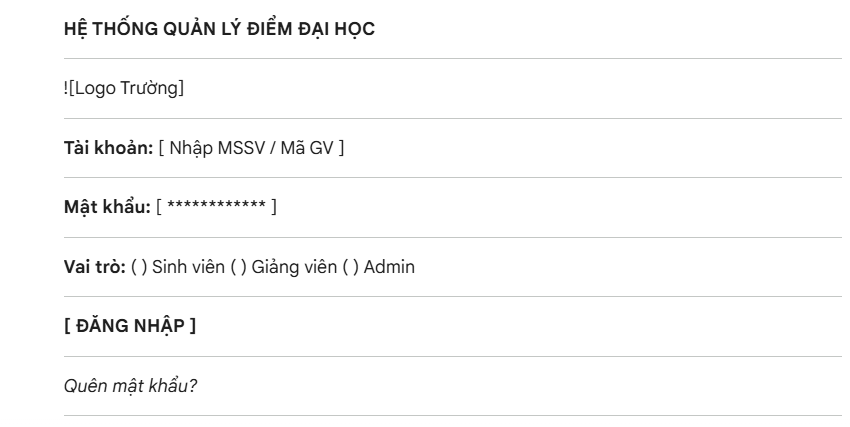 HỆ THỐNG QUẢN LÝ ĐIỂM ĐẠI HỌC
![Logo Trường]
Tài khoản: [ Nhập MSSV / Mã GV ]
Mật khẩu: [ ************ ]
Vai trò: ( ) Sinh viên ( ) Giảng viên ( ) Admin
[ ĐĂNG NHẬP ]
Quên mật khẩu?